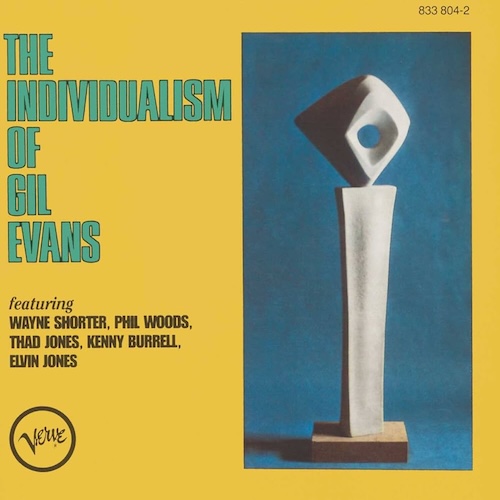 833 804-2
THE
INDIVIDUALISM
OF
GIL
EVANS
featuring
WAYNE SHORTER, PHIL WOODS,
THAD JONES, KENNY BURRELL,
ELVIN JONES
Verve